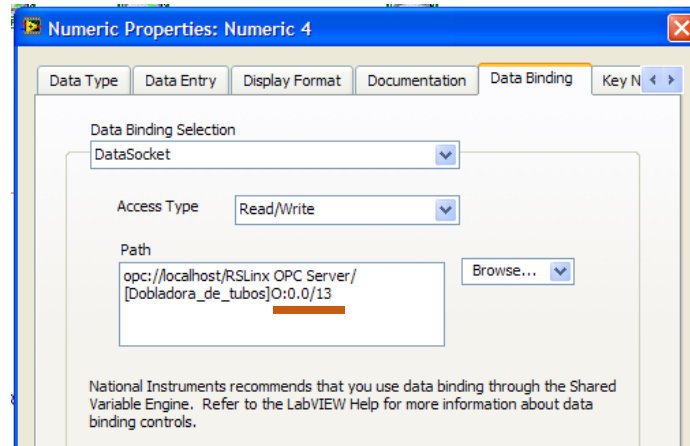 Numeric Properties: Numeric 4
Data Type
Data Entry
Display Format
Documentation
Data Binding
Key N
Data Binding Selection
DataSocket
Access Type
Read/Write
Path
opc://localhost/RSLinx OPC Server/
[Dobladora_de_tubos]O:0.0/13
Browse...
National Instruments recommends that you use data binding through the Shared
Variable Engine. Refer to the LabVIEW Help for more information about data
binding controls.